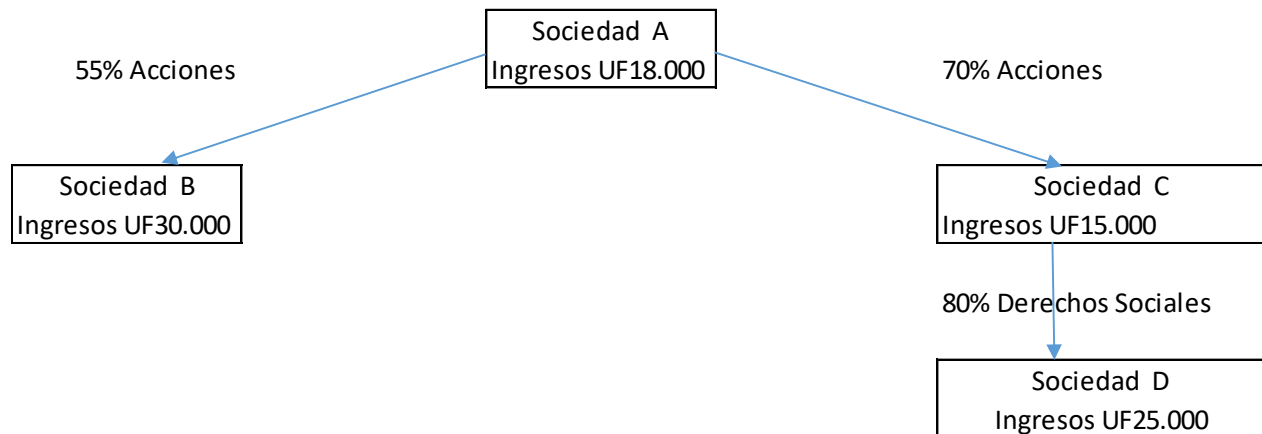 Sociedad A
Ingresos UF18.000
55% Acciones
70% Acciones
Sociedad B
Ingresos UF30.000
Sociedad C
Ingresos UF15.000
80% Derechos Sociales
Sociedad D
Ingresos UF25.000